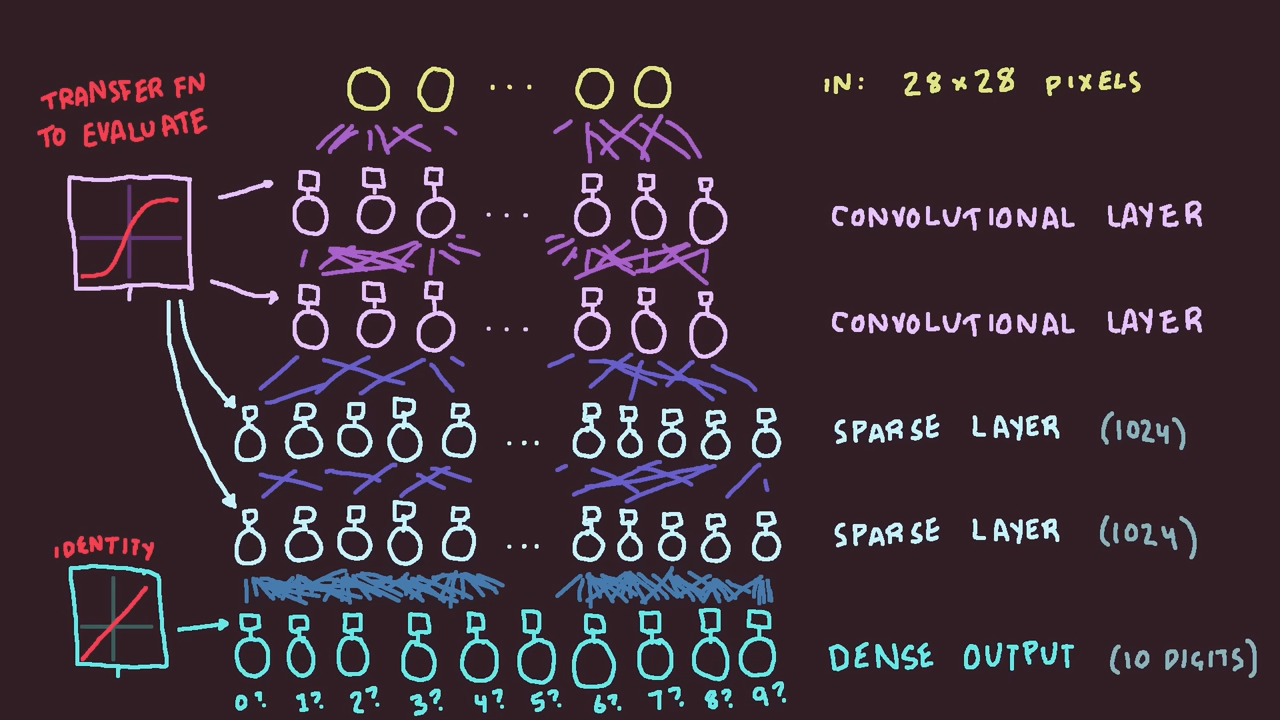 TRANSFER FN
TO EVALUATE
IN: 28×28 PIXELS
CONVOLUTIONAL LAYER
CONVOLUTIONAL LAYER
SPARSE LAYER (1024)
SPARSE LAYER (1024)
IDENTITY
DENSE OUTPUT (10 DIGITS)
0? 1? 2? 3? 4? 5? 6? 7? 8? 9?